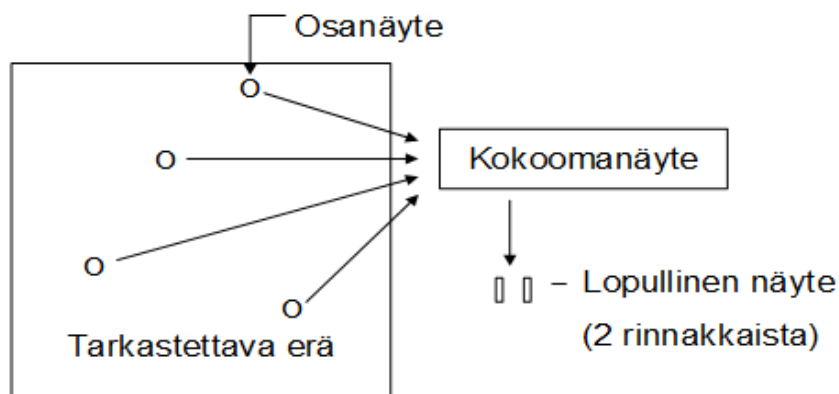 Osanäyte
Kokoomanäyte
– Lopullinen näyte
(2 rinnakkaista)
Tarkastettava erä